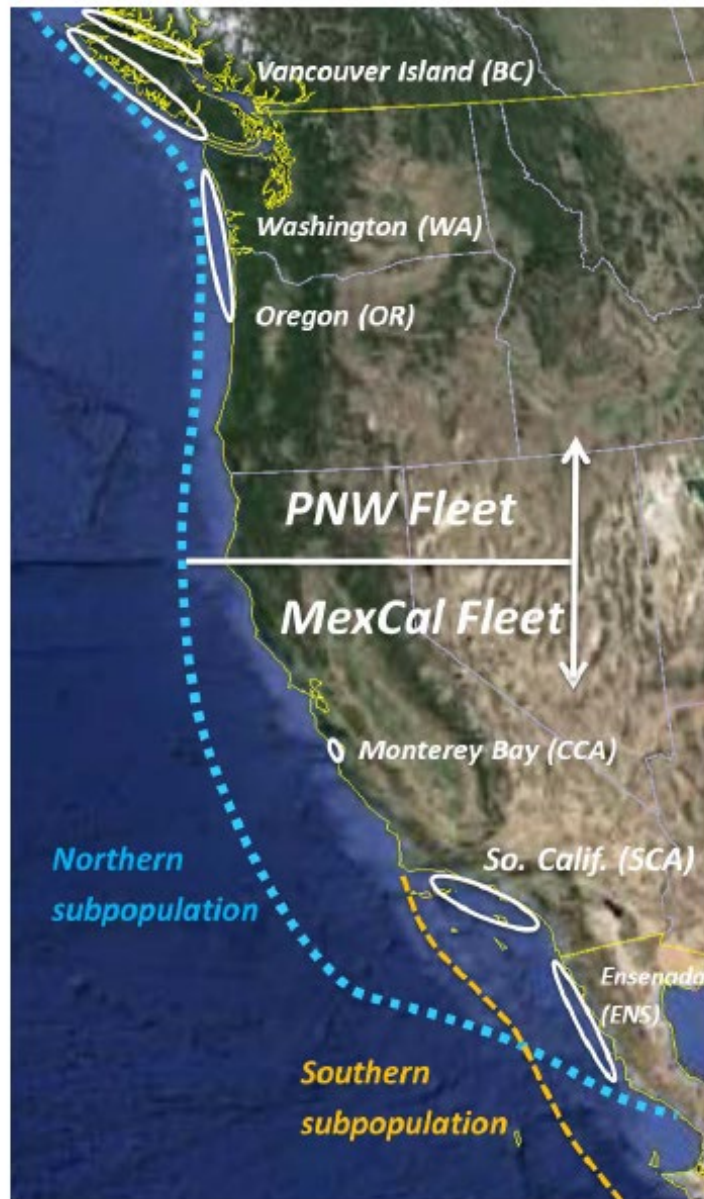 Vancouver Island (BC)
Washington (WA)
Oregon (OR)
PNW Fleet
MexCal Fleet
Monterey Bay (CCA)
Northern
subpopulation
So. Calif. (SCA)
Ensenada
(ENS)
Southern
subpopulation